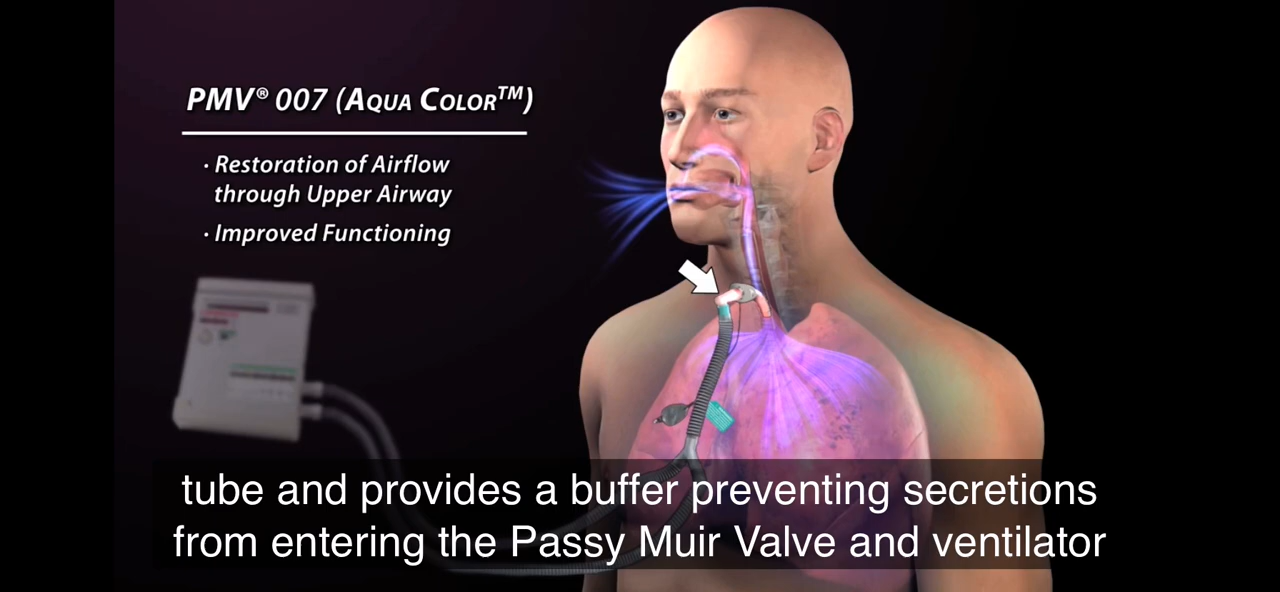 PMV® 007 (Aqua Color™)
· Restoration of Airflow
through Upper Airway
· Improved Functioning
tube and provides a buffer preventing secretions
from entering the Passy Muir Valve and ventilator